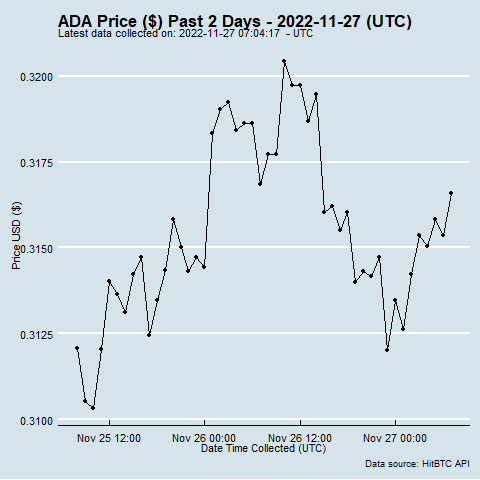 ADA Price ($) Past 2 Days - 2022-11-27 (UTC)
Latest data collected on: 2022-11-27 07:04:17 - UTC
0.3200
0.3175
0.3150
0.3125
0.3100
Price USD ($)
Nov 25 12:00 Nov 26 00:00 Nov 26 12:00 Nov 27 00:00
Date Time Collected (UTC)
Data source: HitBTC API